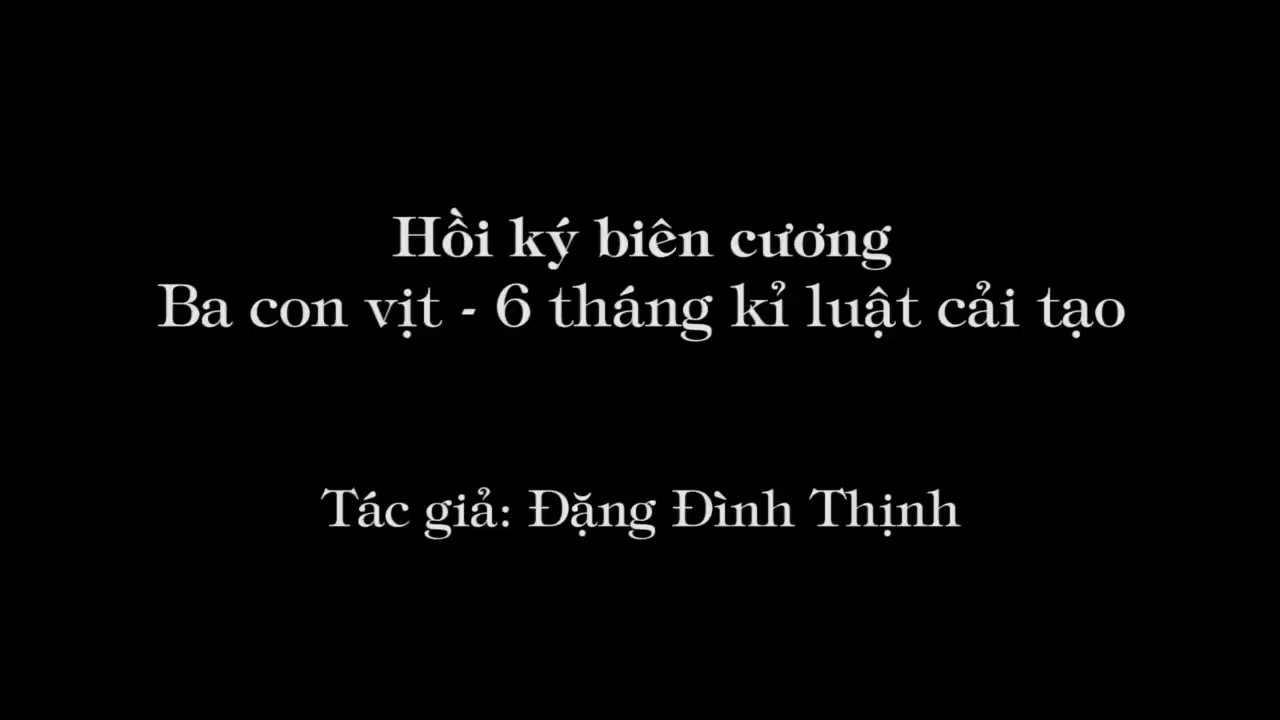 Hồi ký biên cương
Ba con vịt - 6 tháng kỉ luật cải tạo
Tác giả: Đặng Đình Thịnh